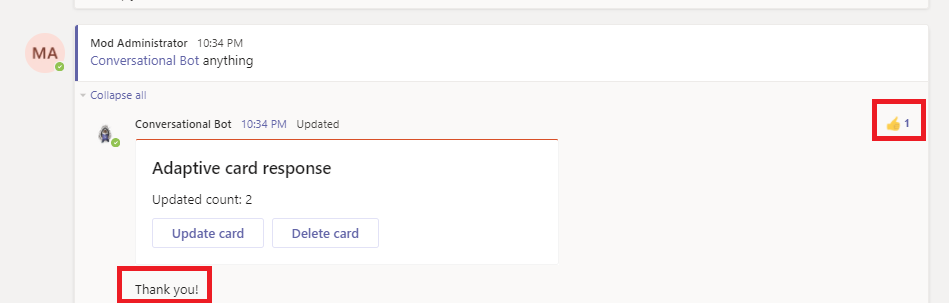 Mod Administrator 10:34 PM
MA
Conversational Bot anything
Collapse all
Conversational Bot 10:34 PM Updated
👍 1
Adaptive card response
Updated count: 2
Update card Delete card
Thank you!